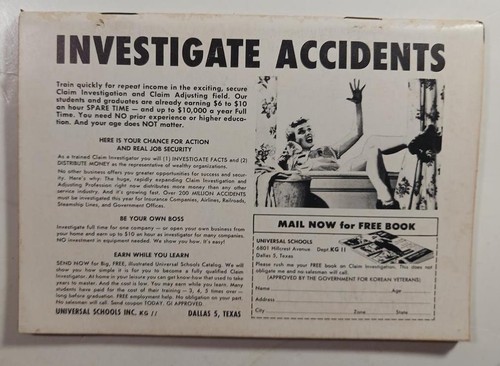 INVESTIGATE ACCIDENTS
Train quickly for repeat income in the exciting, secure
Claim Investigation and Claim Adjusting field. Our
students and graduates are already earning $6 to $10
an hour SPARE TIME — and up to $10,000 a year Full
Time. You need NO prior experience or higher educa-
tion. And your age does NOT matter.
HERE IS YOUR CHANCE FOR ACTION
AND REAL JOB SECURITY
As a trained Claim Investigator you will (1) INVESTIGATE FACTS and (2)
DISTRIBUTE MONEY as the representative of wealthy organizations.
No other business offers you greater opportunities for success and secur-
ity. Here's why: The huge, rapidly expanding Claim Investigation and
Adjusting Profession right now distributes more money than any other
service industry. And it's growing fast. Over 200 MILLION ACCIDENTS
must be investigated this year for Insurance Companies, Airlines, Railroads,
Steamship Lines, and Government Offices.
BE YOUR OWN BOSS
Investigate full time for one company — or open your own business from
your home and earn up to $10 an hour as investigator for many companies.
NO investment in equipment needed. We show you how. It's easy!
EARN WHILE YOU LEARN
SEND NOW for Big, FREE, illustrated Universal Schools Catalog. We will
show you how simple it is for you to become a fully qualified Claim
Investigator. At home in your leisure you can get know-how that used to take
years to master. And the cost is low. You may earn while you learn. Many
students have paid for the cost of their training — 3, 4, 5 times over —
long before graduation. FREE employment help. No obligation on your part.
No salesman will call. Send coupon TODAY. GI APPROVED.
UNIVERSAL SCHOOLS INC. KG 11 DALLAS 5, TEXAS
MAIL NOW for FREE BOOK
UNIVERSAL SCHOOLS
6801 Hillcrest Avenue Dept. KG 11
Dallas 5, Texas
Please rush me your FREE book on Claim Investigation. This does not
obligate me and no salesman will call.
(APPROVED BY THE GOVERNMENT FOR KOREAN VETERANS)
Name Age
Address
City Zone State